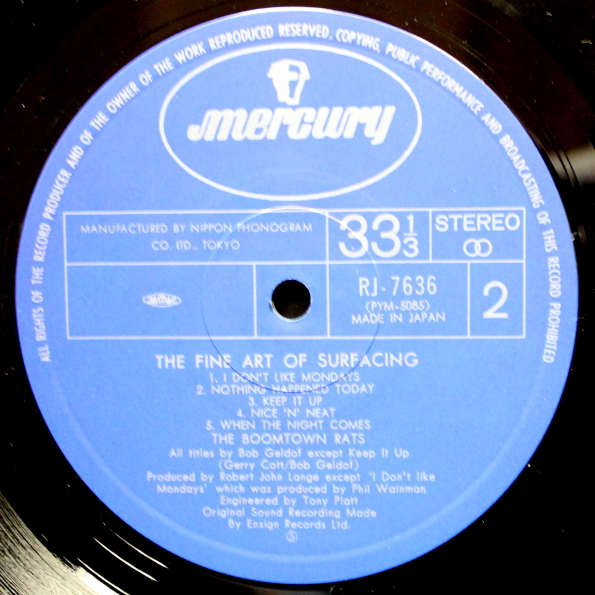 ALL RIGHTS OF THE RECORD PRODUCER AND OF THE OWNER OF THE WORK REPRODUCED RESERVED. COPYING, PUBLIC PERFORMANCE AND BROADCASTING OF THIS RECORD PROHIBITED
mercury
MANUFACTURED BY NIPPON PHONOGRAM
CO. LTD., TOKYO
33 1/3
STEREO
RJ-7636
(PYM-5085)
MADE IN JAPAN
2
THE FINE ART OF SURFACING
1. I DON'T LIKE MONDAYS
2. NOTHING HAPPENED TODAY
3. KEEP IT UP
4. NICE 'N' NEAT
5. WHEN THE NIGHT COMES
THE BOOMTOWN RATS
All titles by Bob Geldof except Keep It Up
(Gerry Cott/Bob Geldof)
Produced by Robert John Lange except 'I Don't like
Mondays' which was produced by Phil Wainman
Engineered by Tony Platt
Original Sound Recording Made
By Ensign Records Ltd.